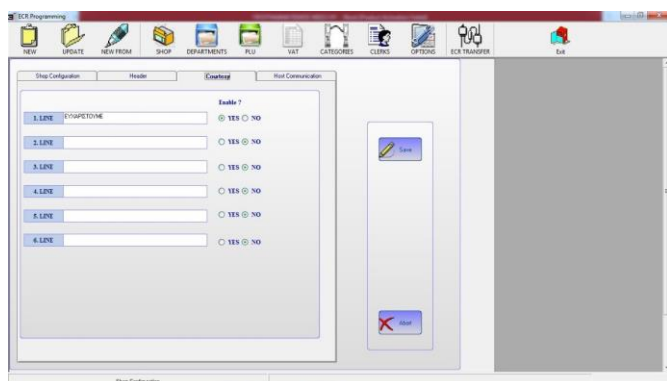 ECR Programming
NEW UPDATE NEW FROM SHOP DEPARTMENTS PLU VAT CATEGORIES CLERKS OPTIONS ECR TRANSFER Exit
Shop Configuration Header Courtesy Host Communication
Enable ?
1. LINE ΕΥΧΑΡΙΣΤΟΥΜΕ YES NO
2. LINE YES NO
Save
3. LINE YES NO
4. LINE YES NO
5. LINE YES NO
6. LINE YES NO
Abort
Shop Configuration